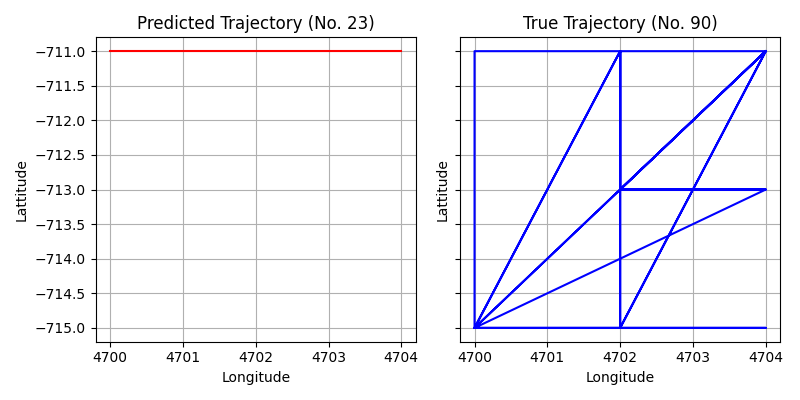 Predicted Trajectory (No. 23)
−711.0
−711.5
−712.0
−712.5
−713.0
−713.5
−714.0
−714.5
−715.0
4700 4701 4702 4703 4704
Longitude
Lattitude
True Trajectory (No. 90)
4700 4701 4702 4703 4704
Longitude
Lattitude